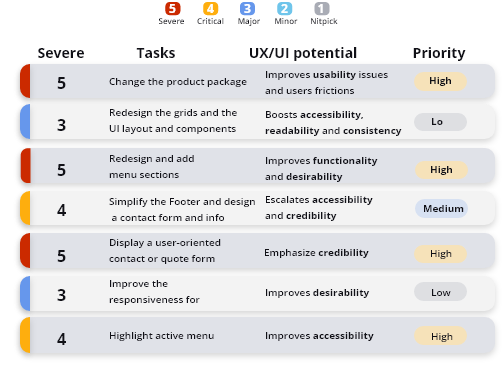 5 4 3 2 1
Severe Critical Major Minor Nitpick
Severe Tasks UX/UI potential Priority
5 Change the product package Improves usability issues
and users frictions High
3 Redesign the grids and the
UI layout and components Boosts accessibility,
readability and consistency Lo
5 Redesign and add
menu sections Improves functionality
and desirability High
4 Simplify the Footer and design
a contact form and info Escalates accessibility
and credibility Medium
5 Display a user-oriented
contact or quote form Emphasize credibility High
3 Improve the
responsiveness for Improves desirability Low
4 Highlight active menu Improves accessibility High